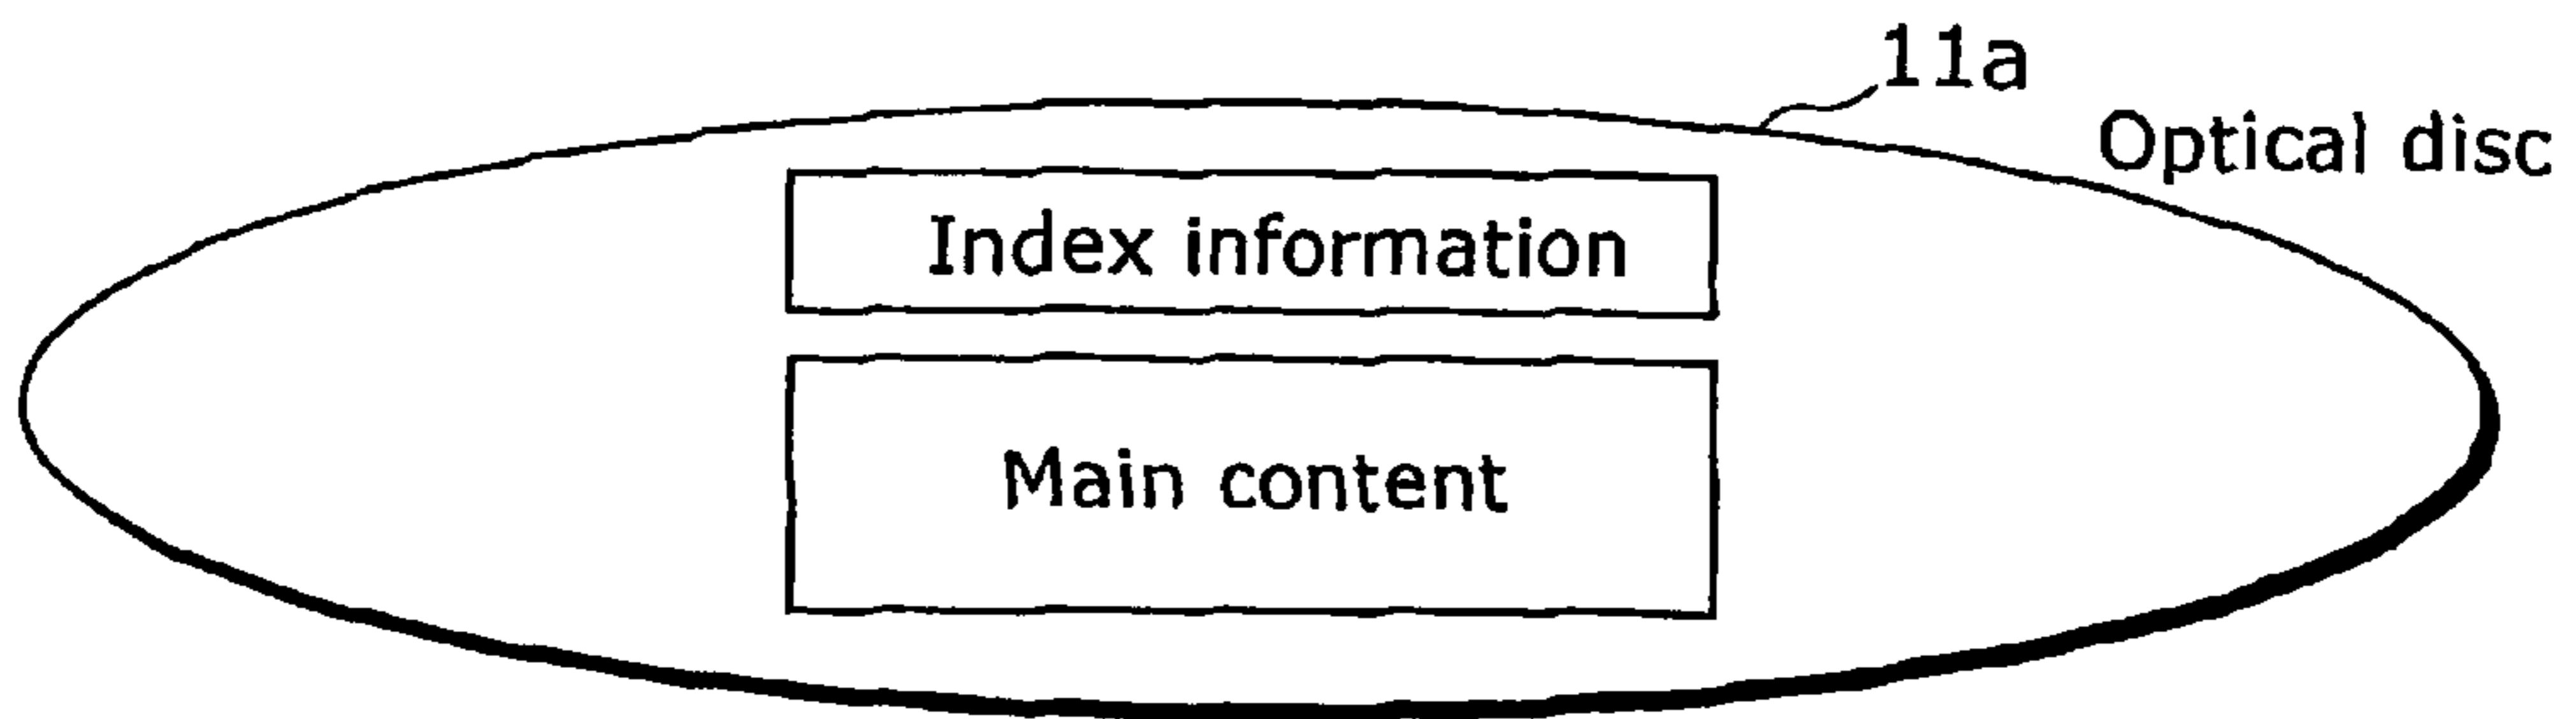 11a
Optical disc
Index information
Main content